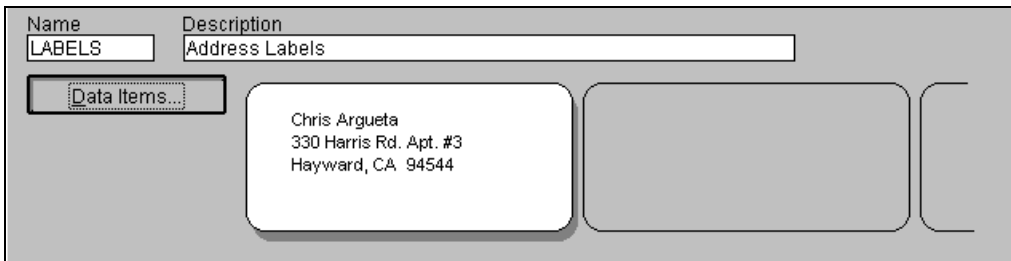 Name Description
LABELS Address Labels
Data Items...
Chris Argueta
330 Harris Rd. Apt. #3
Hayward, CA 94544